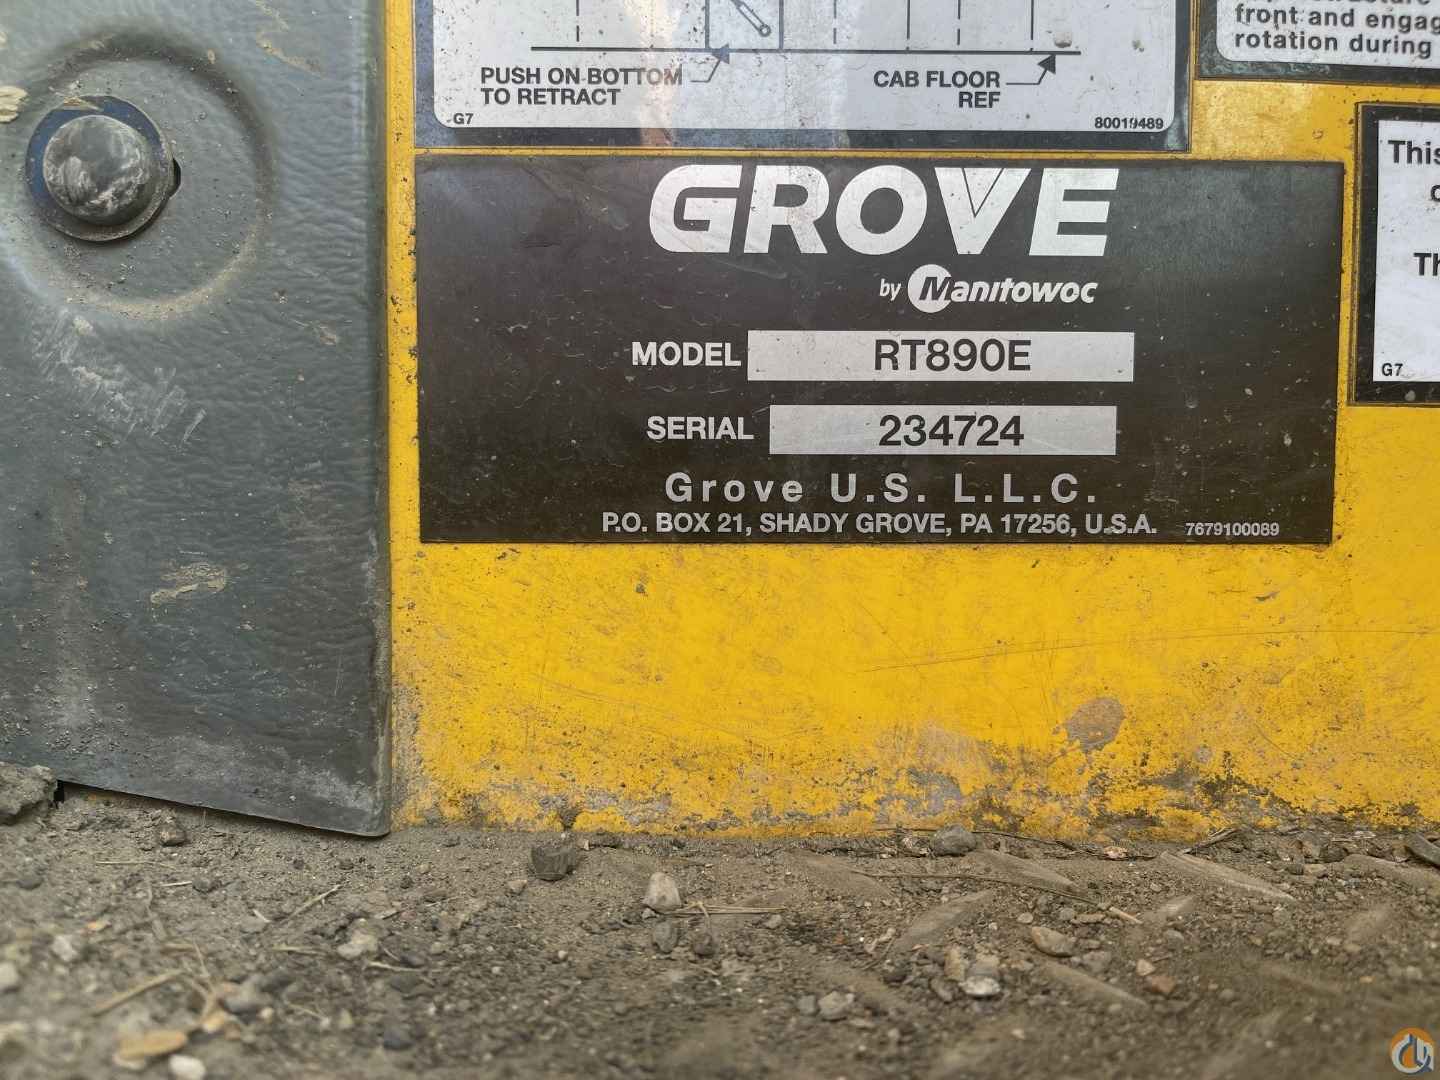 PUSH ON BOTTOM
TO RETRACT
CAB FLOOR
REF
G7
80019489
front and engag
rotation during
This
Th
G7
GROVE
by Manitowoc
MODEL RT890E
SERIAL 234724
Grove U.S. L.L.C.
P.O. BOX 21, SHADY GROVE, PA 17256, U.S.A. 7679100089